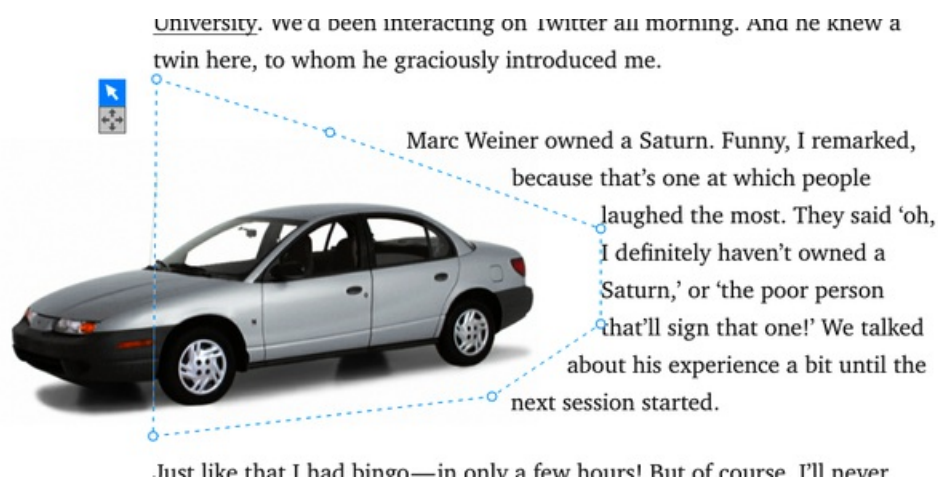 University. We'd been interacting on Twitter all morning. And he knew a
twin here, to whom he graciously introduced me.
Marc Weiner owned a Saturn. Funny, I remarked,
because that's one at which people
laughed the most. They said ‘oh,
I definitely haven't owned a
Saturn,’ or ‘the poor person
that'll sign that one!’ We talked
about his experience a bit until the
next session started.
Just like that I had bingo—in only a few hours! But of course, I'll never